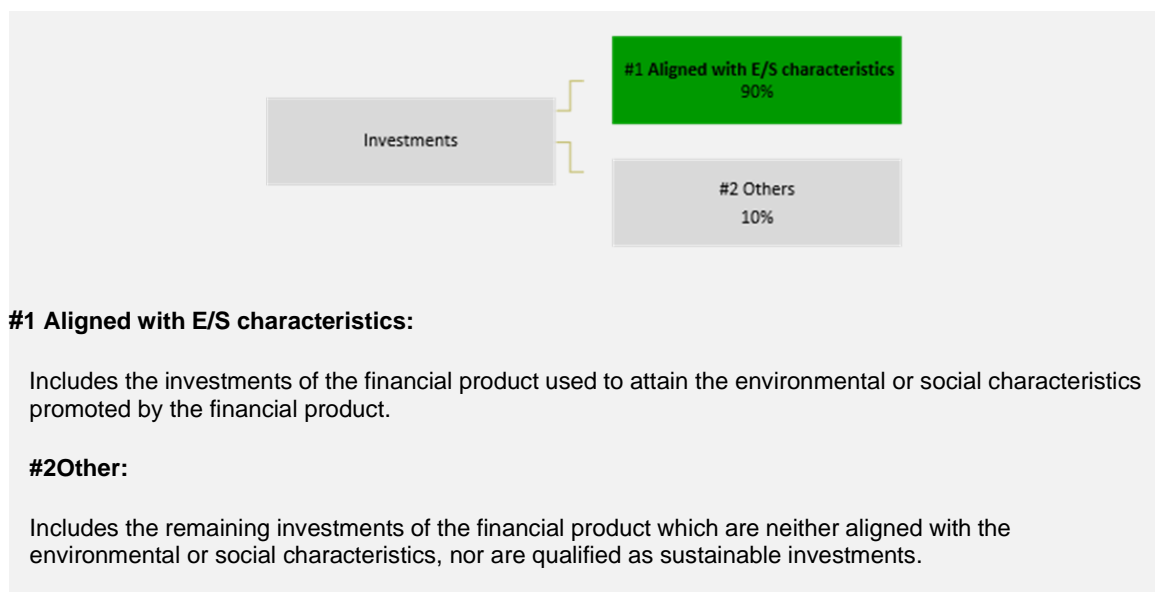 #1 Aligned with E/S characteristics
90%
Investments
#2 Others
10%
#1 Aligned with E/S characteristics:
Includes the investments of the financial product used to attain the environmental or social characteristics
promoted by the financial product.
#2Other:
Includes the remaining investments of the financial product which are neither aligned with the
environmental or social characteristics, nor are qualified as sustainable investments.